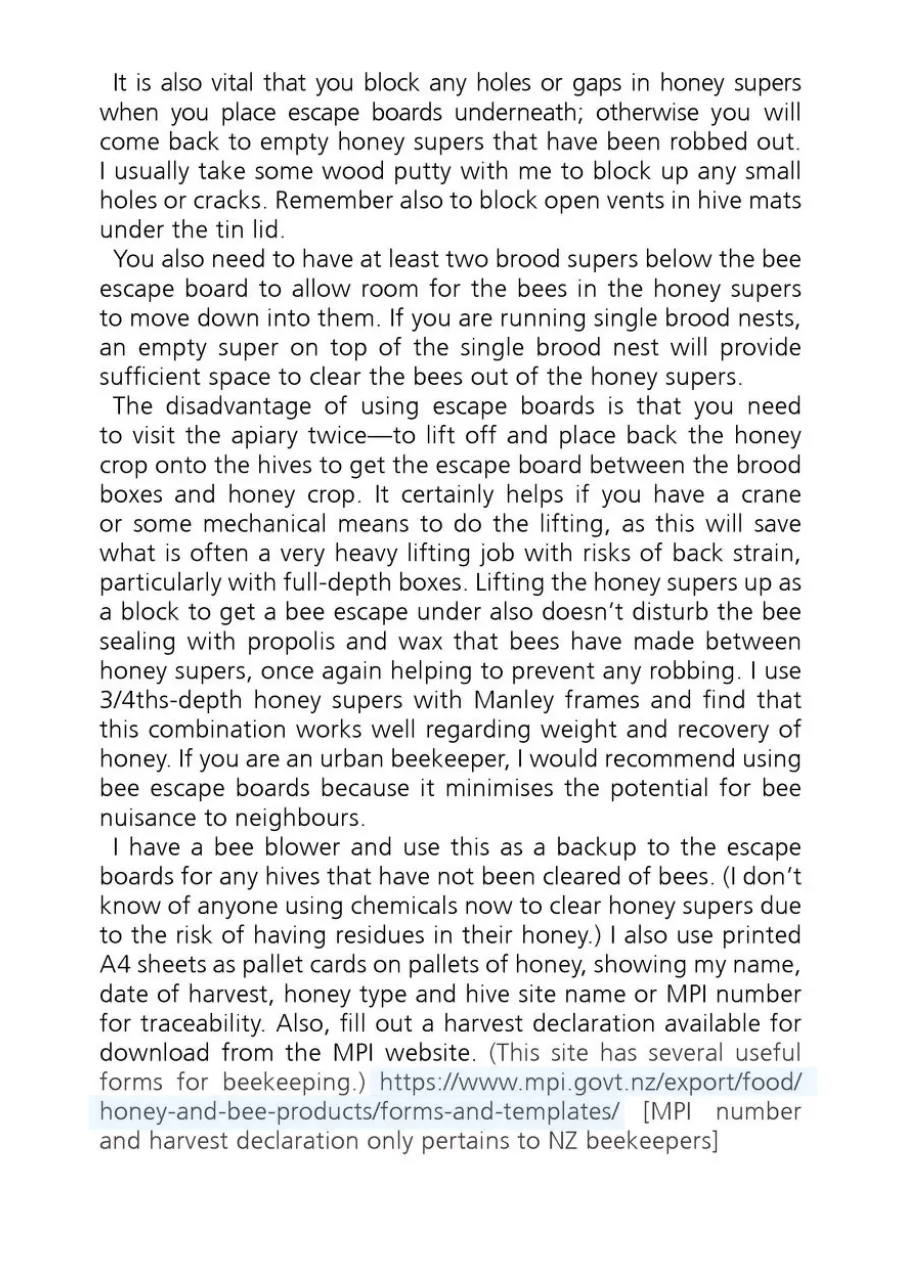 It is also vital that you block any holes or gaps in honey supers
when you place escape boards underneath; otherwise you will
come back to empty honey supers that have been robbed out.
I usually take some wood putty with me to block up any small
holes or cracks. Remember also to block open vents in hive mats
under the tin lid.
You also need to have at least two brood supers below the bee
escape board to allow room for the bees in the honey supers
to move down into them. If you are running single brood nests,
an empty super on top of the single brood nest will provide
sufficient space to clear the bees out of the honey supers.
The disadvantage of using escape boards is that you need
to visit the apiary twice—to lift off and place back the honey
crop onto the hives to get the escape board between the brood
boxes and honey crop. It certainly helps if you have a crane
or some mechanical means to do the lifting, as this will save
what is often a very heavy lifting job with risks of back strain,
particularly with full-depth boxes. Lifting the honey supers up as
a block to get a bee escape under also doesn’t disturb the bee
sealing with propolis and wax that bees have made between
honey supers, once again helping to prevent any robbing. I use
3/4ths-depth honey supers with Manley frames and find that
this combination works well regarding weight and recovery of
honey. If you are an urban beekeeper, I would recommend using
bee escape boards because it minimises the potential for bee
nuisance to neighbours.
I have a bee blower and use this as a backup to the escape
boards for any hives that have not been cleared of bees. (I don’t
know of anyone using chemicals now to clear honey supers due
to the risk of having residues in their honey.) I also use printed
A4 sheets as pallet cards on pallets of honey, showing my name,
date of harvest, honey type and hive site name or MPI number
for traceability. Also, fill out a harvest declaration available for
download from the MPI website. (This site has several useful
forms for beekeeping.) https://www.mpi.govt.nz/export/food/
honey-and-bee-products/forms-and-templates/ [MPI number
and harvest declaration only pertains to NZ beekeepers]